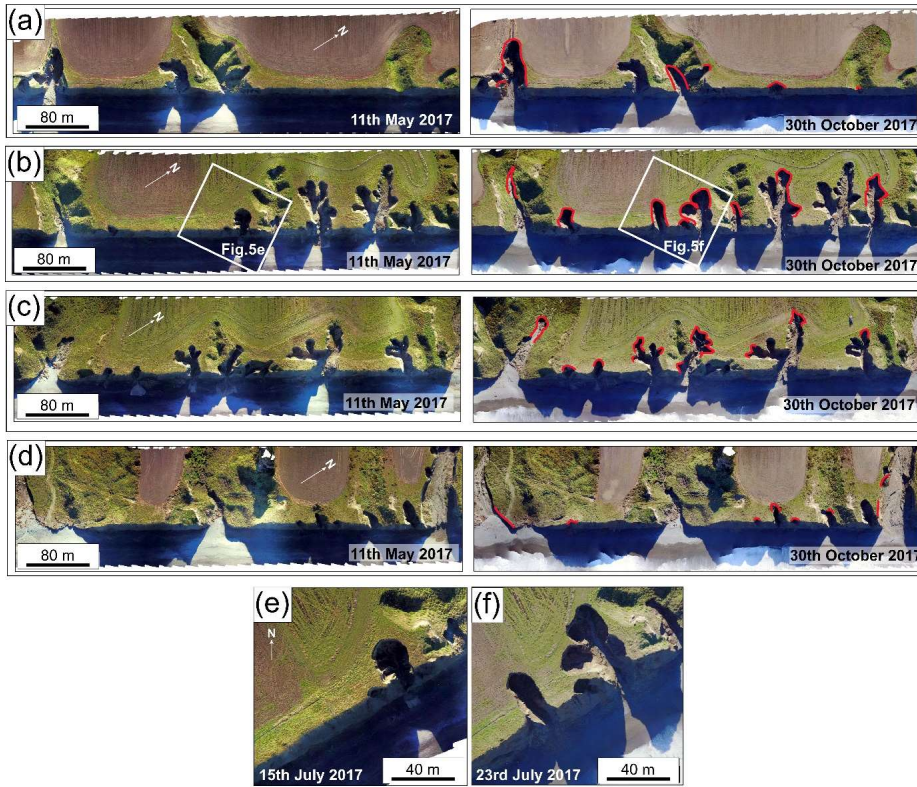 (a)
N
80 m
11th May 2017
30th October 2017
(b)
N
Fig.5e
80 m
11th May 2017
Fig.5f
30th October 2017
(c)
N
80 m
11th May 2017
30th October 2017
(d)
N
80 m
11th May 2017
30th October 2017
(e)
N
15th July 2017
40 m
(f)
23rd July 2017
40 m